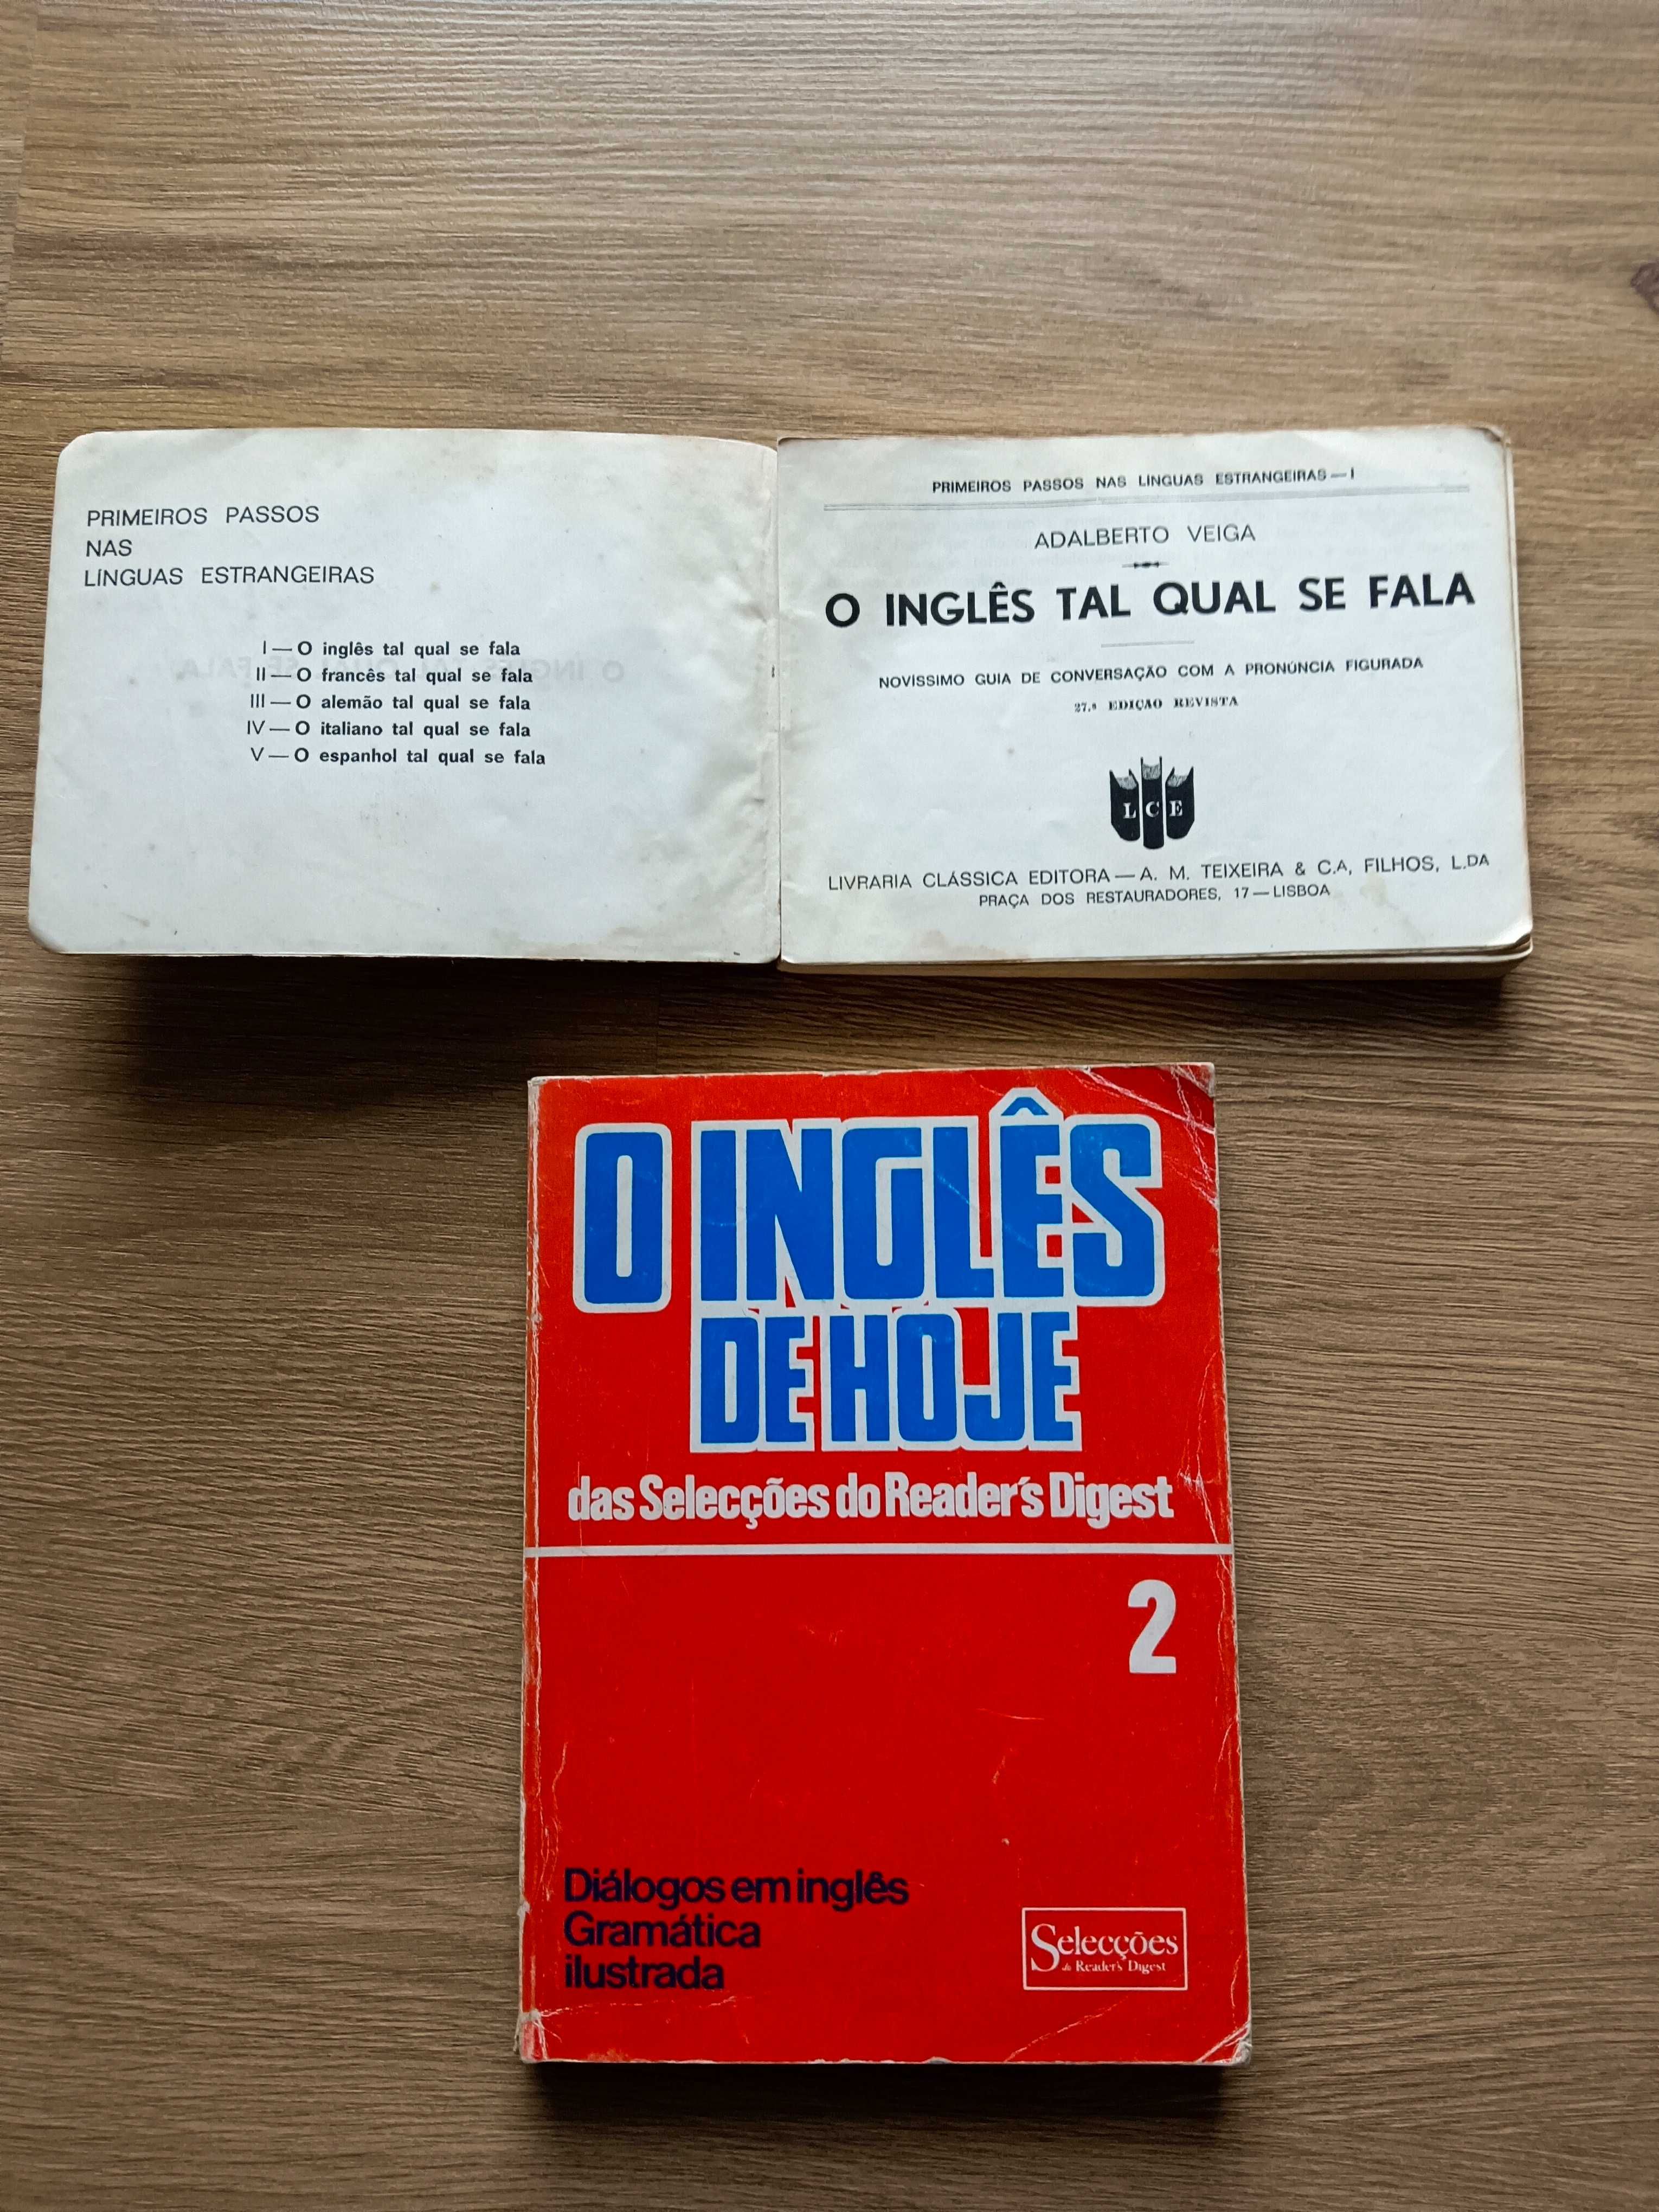 PRIMEIROS PASSOS
NAS
LÍNGUAS ESTRANGEIRAS
I — O inglês tal qual se fala
II — O francês tal qual se fala
III — O alemão tal qual se fala
IV — O italiano tal qual se fala
V — O espanhol tal qual se fala
PRIMEIROS PASSOS NAS LÍNGUAS ESTRANGEIRAS — I
ADALBERTO VEIGA
O INGLÊS TAL QUAL SE FALA
NOVÍSSIMO GUIA DE CONVERSAÇÃO COM A PRONÚNCIA FIGURADA
27.ª EDIÇÃO REVISTA
L C E
LIVRARIA CLÁSSICA EDITORA — A. M. TEIXEIRA & C.A, FILHOS, L.DA
PRAÇA DOS RESTAURADORES, 17 — LISBOA
O INGLÊS
DE HOJE
das Selecções do Reader's Digest
2
Diálogos em inglês
Gramática
ilustrada
Selecções
do Reader's Digest